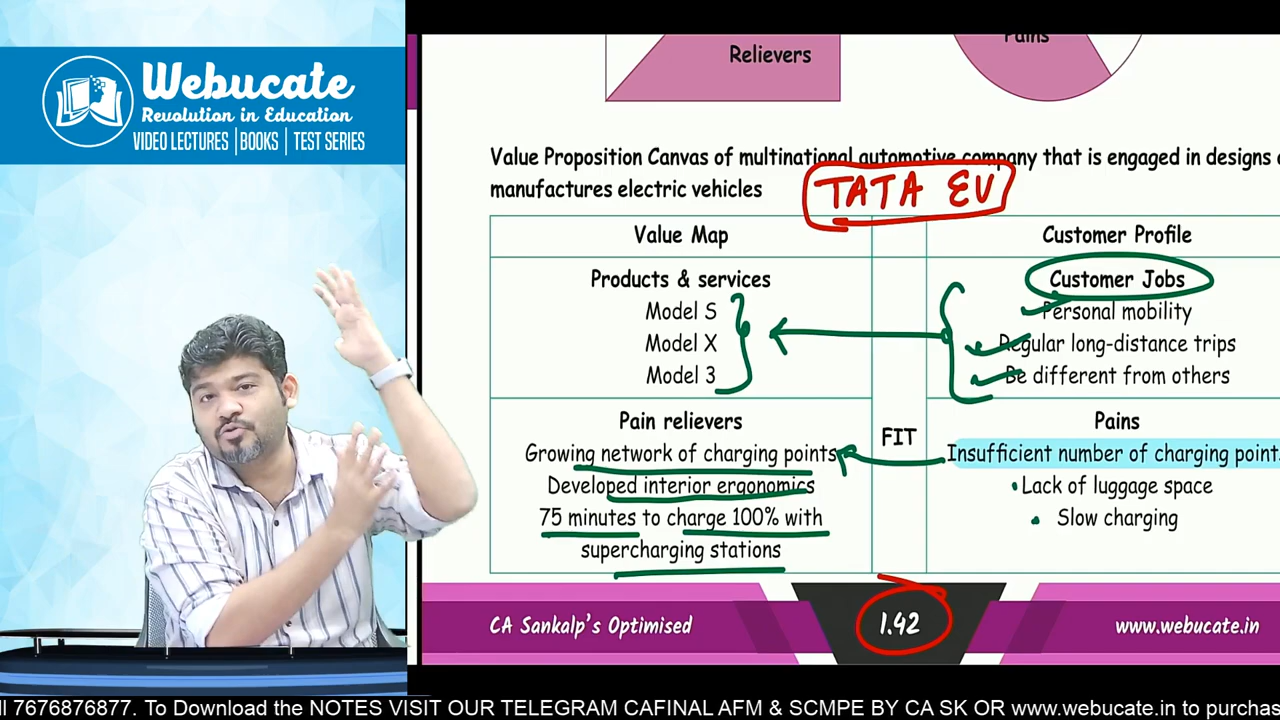 Webucate
Revolution in Education
VIDEO LECTURES | BOOKS | TEST SERIES
Relievers
Pains
Value Proposition Canvas of multinational automotive company that is engaged in designs
manufactures electric vehicles
TATA EV
Value Map
Customer Profile
Products & services
Model S
Model X
Model 3
Customer Jobs
Personal mobility
Regular long-distance trips
Be different from others
Pain relievers
Growing network of charging points
Developed interior ergonomics
75 minutes to charge 100% with
supercharging stations
FIT
Pains
Insufficient number of charging point
Lack of luggage space
Slow charging
CA Sankalp's Optimised
1.42
www.webucate.in
ll 7676876877. To Download the NOTES VISIT OUR TELEGRAM CAFINAL AFM & SCMPE BY CA SK OR www.webucate.in to purchas